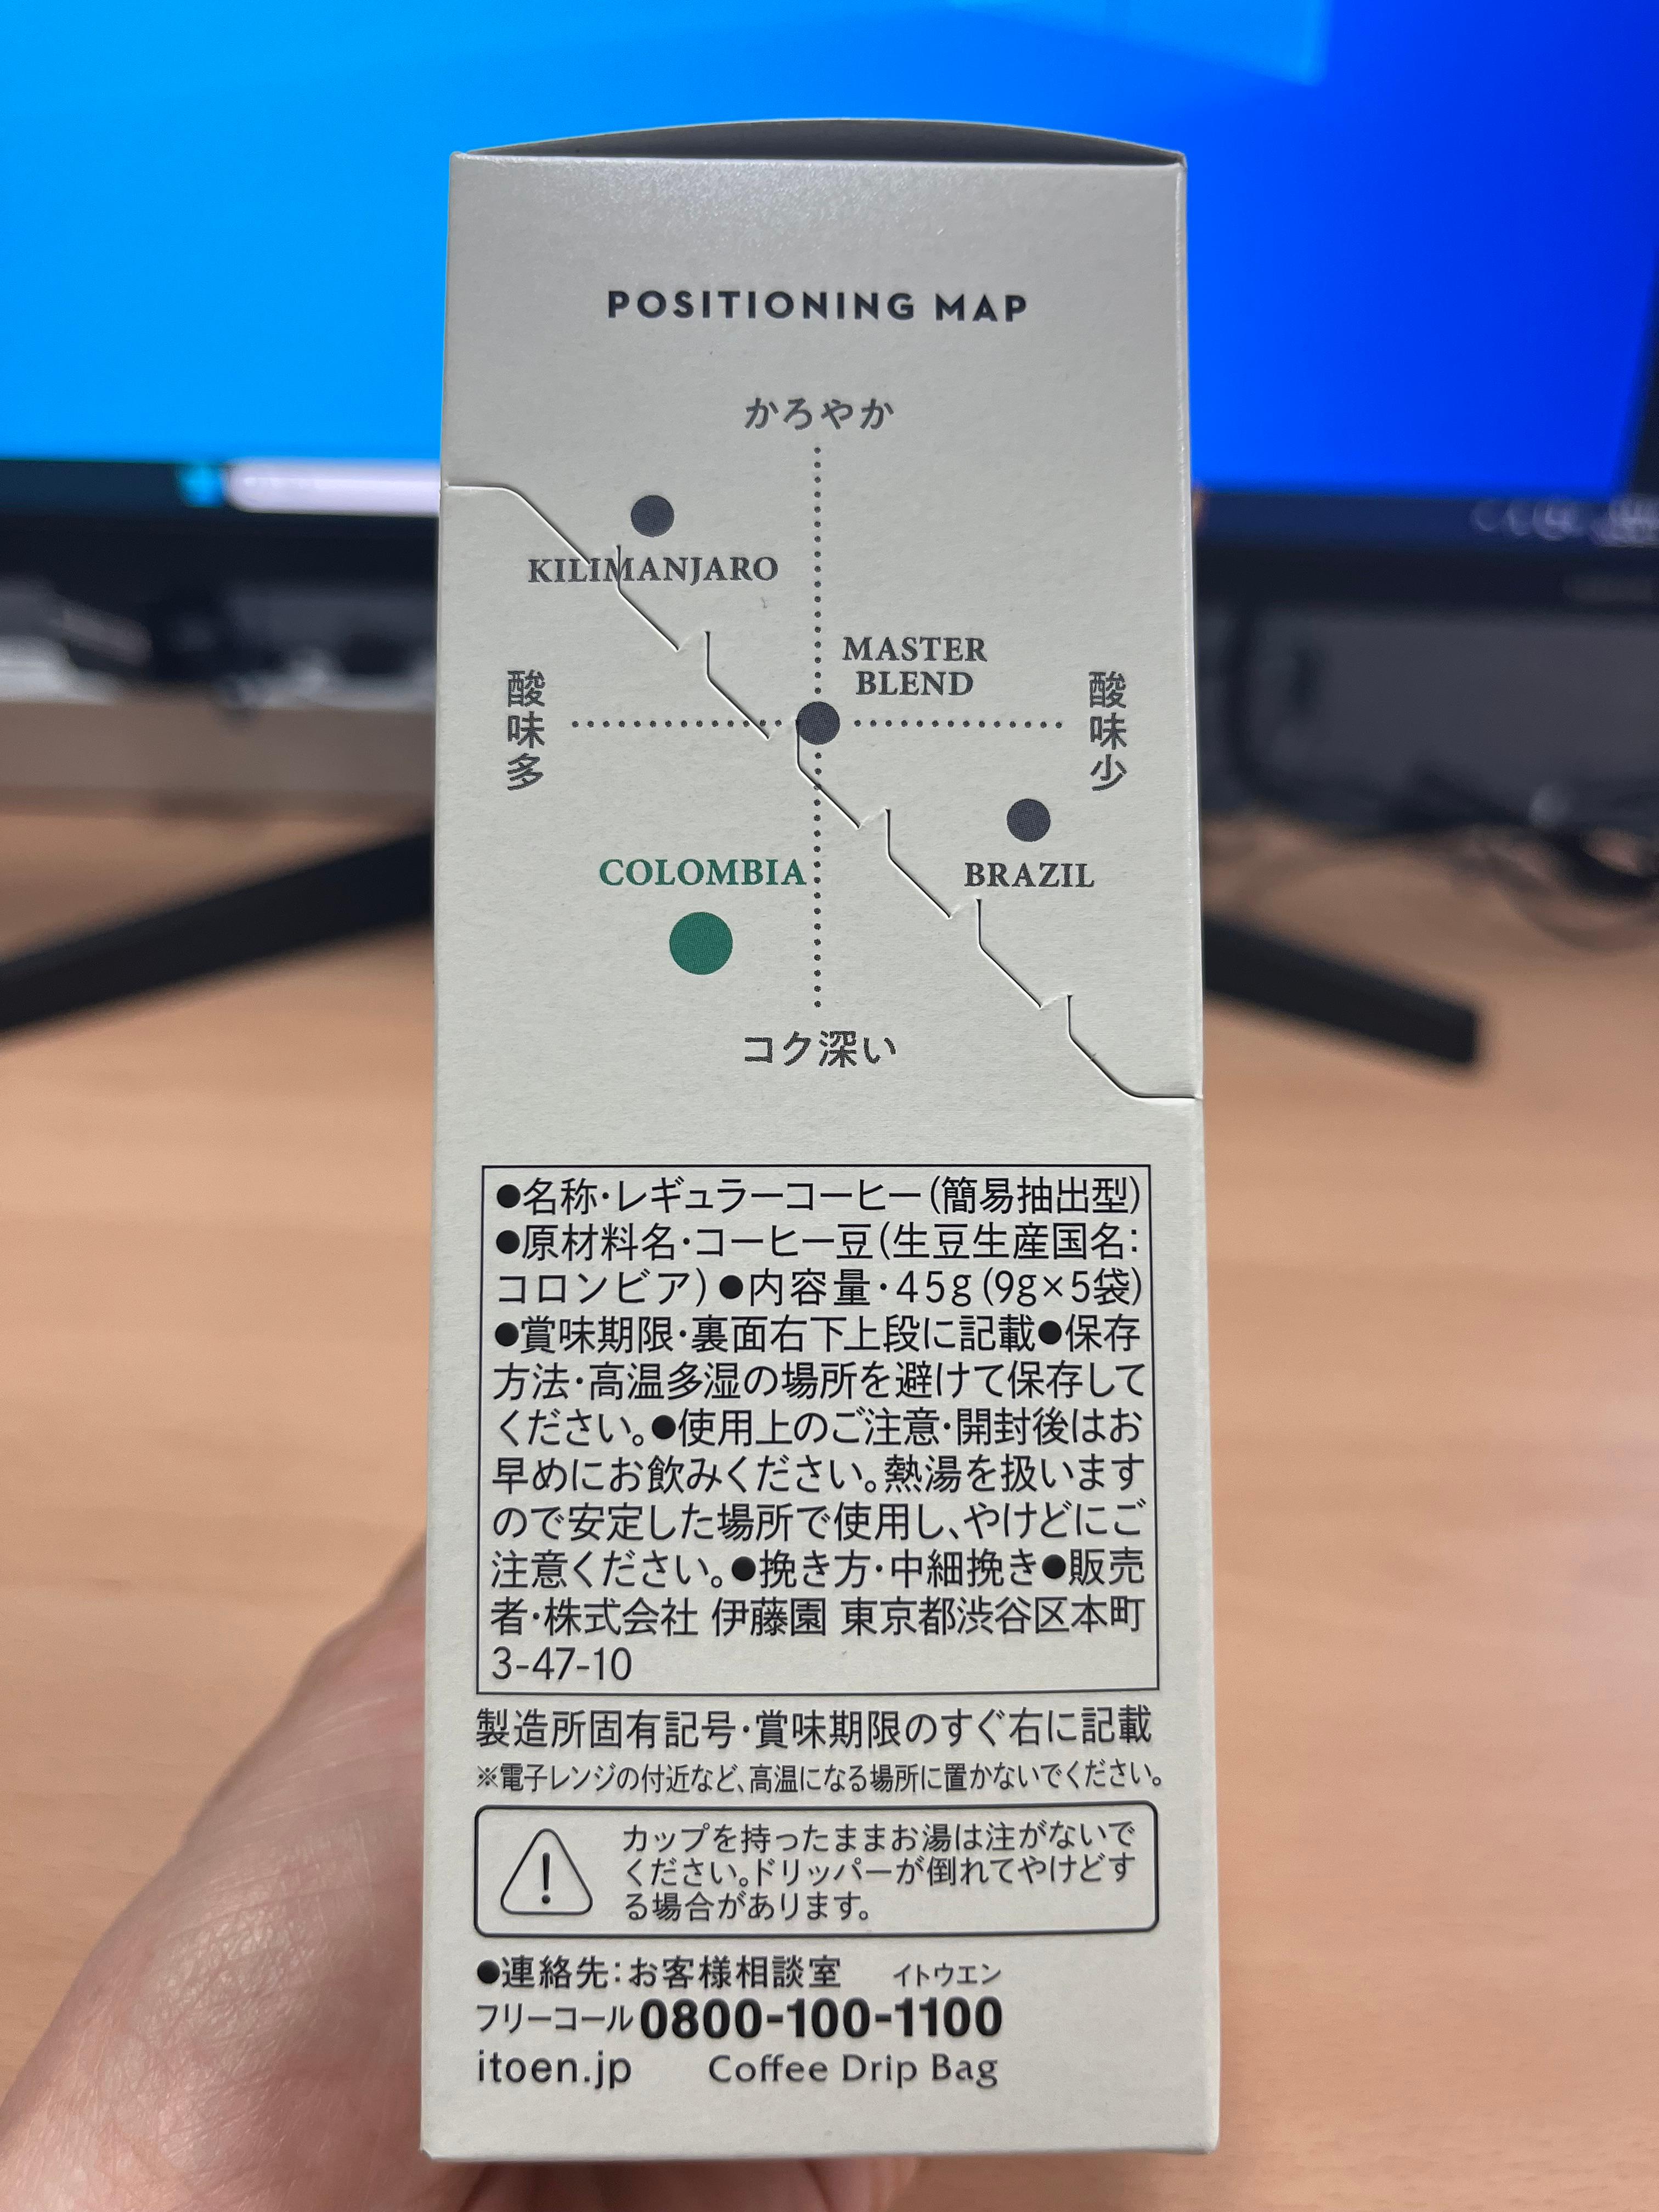 POSITIONING MAP
かろやか
KILIMANJARO
MASTER
BLEND
酸味多
酸味少
COLOMBIA
BRAZIL
コク深い
●名称・レギュラーコーヒー(簡易抽出型)
●原材料名・コーヒー豆(生豆生産国名:
コロンビア)●内容量・45g(9g×5袋)
●賞味期限・裏面右下上段に記載●保存
方法・高温多湿の場所を避けて保存して
ください。●使用上のご注意・開封後はお
早めにお飲みください。熱湯を扱います
ので安定した場所で使用し、やけどにご
注意ください。●挽き方・中細挽き●販売
者・株式会社 伊藤園 東京都渋谷区本町
3-47-10
製造所固有記号・賞味期限のすぐ右に記載
※電子レンジの付近など、高温になる場所に置かないでください。
カップを持ったままお湯は注がないで
ください。ドリッパーが倒れてやけどす
る場合があります。
●連絡先:お客様相談室 イトウエン
フリーコール0800-100-1100
itoen.jp Coffee Drip Bag